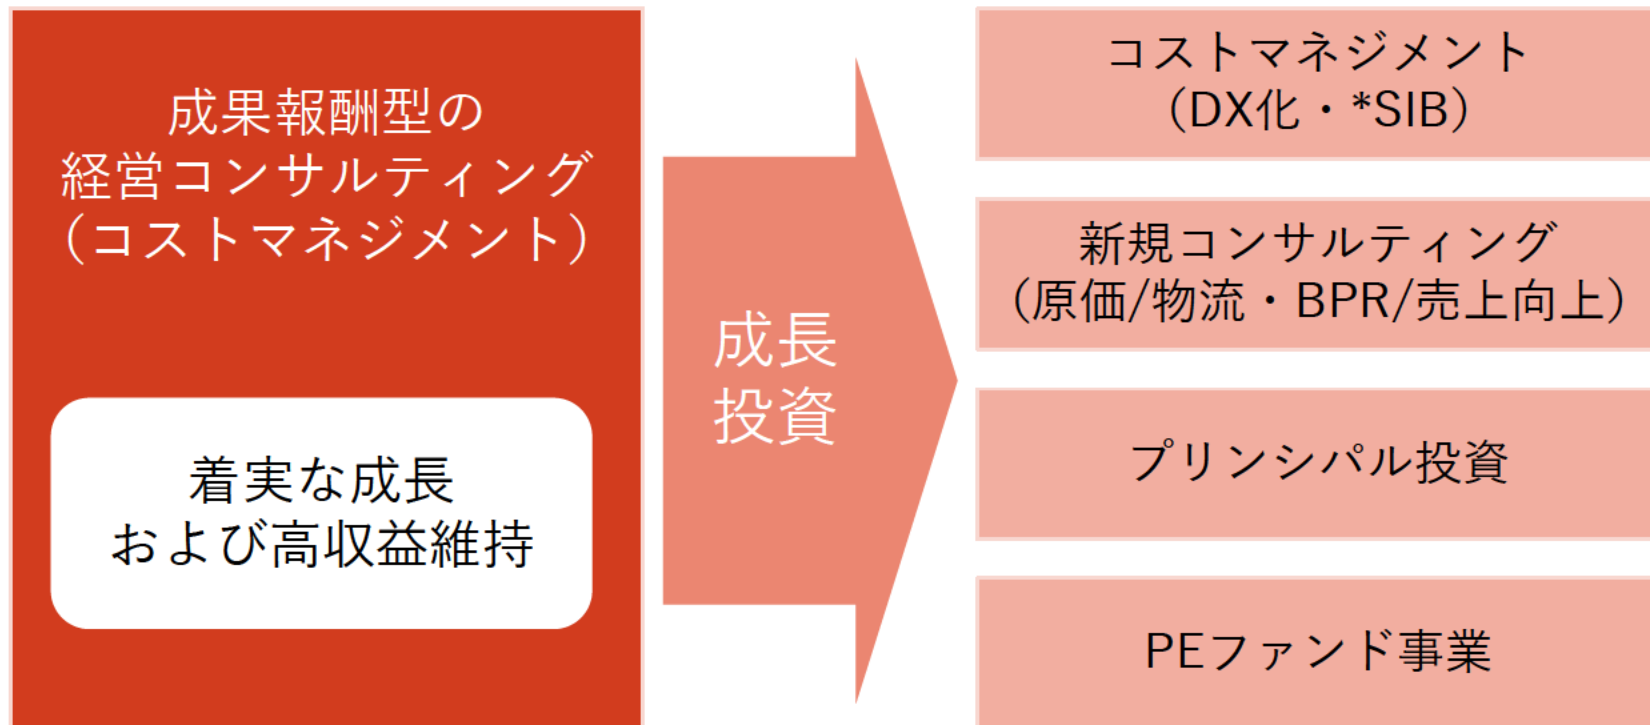 成果報酬型の
経営コンサルティング
（コストマネジメント）
着実な成長
および高収益維持
成長
投資
コストマネジメント
（DX化・*SIB）
新規コンサルティング
（原価/物流・BPR/売上向上）
プリンシパル投資
PEファンド事業